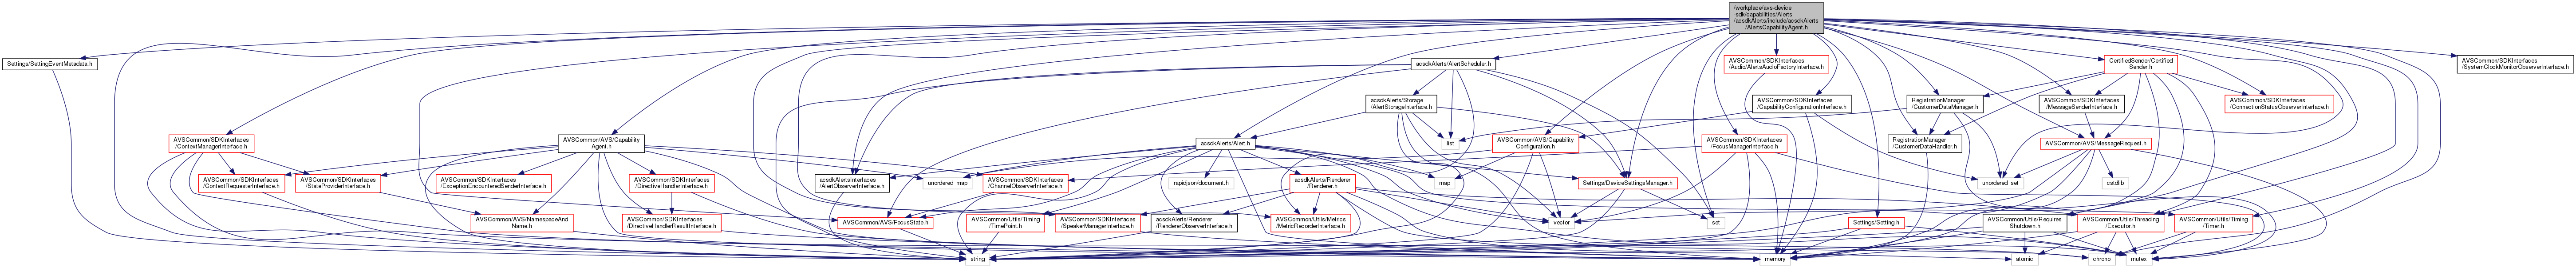 /workplace/avs-device
-sdk/capabilities/Alerts
/acsdkAlerts/include/acsdkAlerts
/AlertsCapabilityAgent.h
Settings/SettingEventMetadata.h
acsdkAlerts/AlertScheduler.h
AVSCommon/SDKInterfaces
/Audio/AlertsAudioFactoryInterface.h
CertifiedSender/Certified
Sender.h
AVSCommon/SDKInterfaces
/SystemClockMonitorObserverInterface.h
acsdkAlerts/Storage
/AlertStorageInterface.h
AVSCommon/SDKInterfaces
/CapabilityConfigurationInterface.h
RegistrationManager
/CustomerDataManager.h
AVSCommon/SDKInterfaces
/MessageSenderInterface.h
AVSCommon/SDKInterfaces
/ConnectionStatusObserverInterface.h
AVSCommon/SDKInterfaces
/ContextManagerInterface.h
AVSCommon/AVS/Capability
Agent.h
acsdkAlerts/Alert.h
list
AVSCommon/AVS/Capability
Configuration.h
AVSCommon/SDKInterfaces
/FocusManagerInterface.h
RegistrationManager
/CustomerDataHandler.h
AVSCommon/AVS/MessageRequest.h
AVSCommon/SDKInterfaces
/ContextRequesterInterface.h
AVSCommon/SDKInterfaces
/StateProviderInterface.h
AVSCommon/SDKInterfaces
/ExceptionEncounteredSenderInterface.h
AVSCommon/SDKInterfaces
/DirectiveHandlerInterface.h
acsdkAlertsInterfaces
/AlertObserverInterface.h
unordered_map
AVSCommon/SDKInterfaces
/ChannelObserverInterface.h
rapidjson/document.h
acsdkAlerts/Renderer
/Renderer.h
map
Settings/DeviceSettingsManager.h
unordered_set
cstdlib
AVSCommon/AVS/NamespaceAnd
Name.h
AVSCommon/SDKInterfaces
/DirectiveHandlerResultInterface.h
AVSCommon/AVS/FocusState.h
AVSCommon/Utils/Timing
/TimePoint.h
AVSCommon/SDKInterfaces
/SpeakerManagerInterface.h
acsdkAlerts/Renderer
/RendererObserverInterface.h
AVSCommon/Utils/Metrics
/MetricRecorderInterface.h
vector
set
Settings/Setting.h
AVSCommon/Utils/Requires
Shutdown.h
AVSCommon/Utils/Threading
/Executor.h
AVSCommon/Utils/Timing
/Timer.h
string
memory
atomic
chrono
mutex